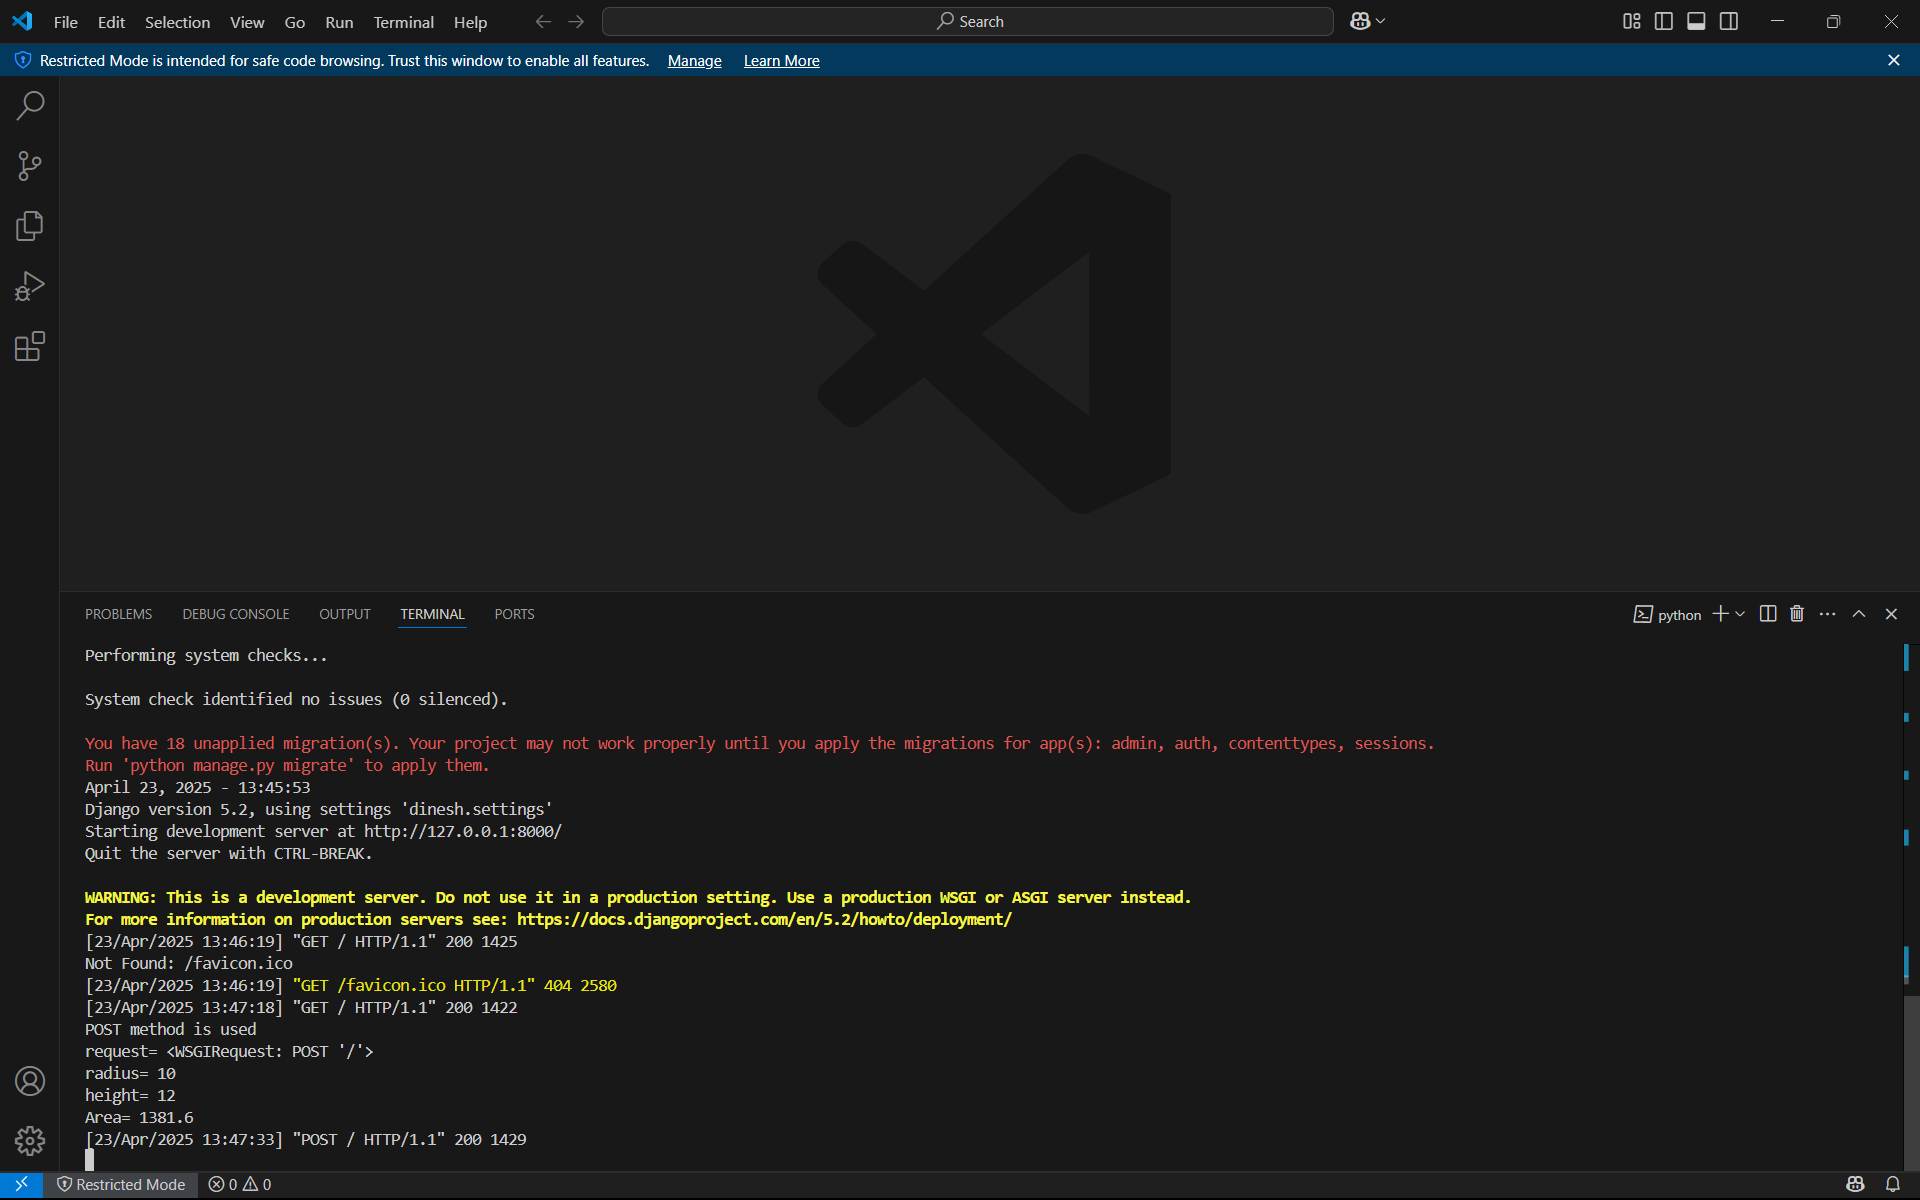 File Edit Selection View Go Run Terminal Help Search
Restricted Mode is intended for safe code browsing. Trust this window to enable all features. Manage Learn More
PROBLEMS DEBUG CONSOLE OUTPUT TERMINAL PORTS python
Performing system checks...
System check identified no issues (0 silenced).
You have 18 unapplied migration(s). Your project may not work properly until you apply the migrations for app(s): admin, auth, contenttypes, sessions.
Run 'python manage.py migrate' to apply them.
April 23, 2025 - 13:45:53
Django version 5.2, using settings 'dinesh.settings'
Starting development server at http://127.0.0.1:8000/
Quit the server with CTRL-BREAK.
WARNING: This is a development server. Do not use it in a production setting. Use a production WSGI or ASGI server instead.
For more information on production servers see: https://docs.djangoproject.com/en/5.2/howto/deployment/
[23/Apr/2025 13:46:19] "GET / HTTP/1.1" 200 1425
Not Found: /favicon.ico
[23/Apr/2025 13:46:19] "GET /favicon.ico HTTP/1.1" 404 2580
[23/Apr/2025 13:47:18] "GET / HTTP/1.1" 200 1422
POST method is used
request= <WSGIRequest: POST '/'>
radius= 10
height= 12
Area= 1381.6
[23/Apr/2025 13:47:33] "POST / HTTP/1.1" 200 1429
Restricted Mode 0 0